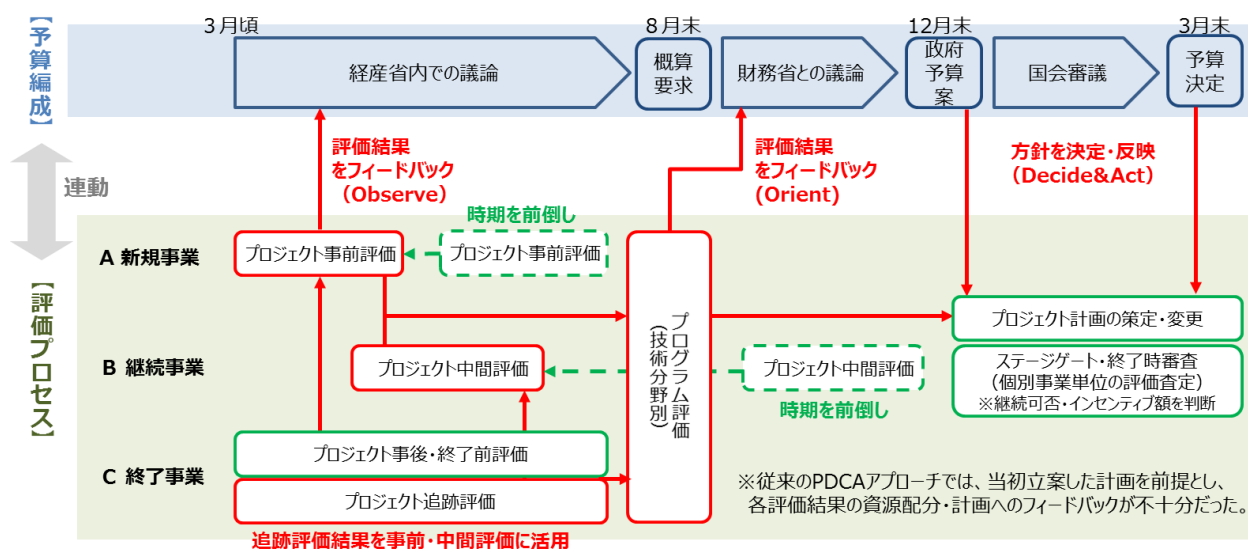 【予算編成】
3月頃
8月末
12月末
3月末
経産省内での議論
概算
要求
財務省との議論
政府
予算
案
国会審議
予算
決定
連動
評価結果
をフィードバック
(Observe)
評価結果
をフィードバック
(Orient)
方針を決定・反映
(Decide&Act)
【評価プロセス】
A 新規事業
プロジェクト事前評価
時期を前倒し
プロジェクト事前評価
プログラム評価
(技術分野別)
プロジェクト計画の策定・変更
B 継続事業
プロジェクト中間評価
プロジェクト中間評価
時期を前倒し
ステージゲート・終了時審査
(個別事業単位の評価査定)
※継続可否・インセンティブ額を判断
C 終了事業
プロジェクト事後・終了前評価
プロジェクト追跡評価
追跡評価結果を事前・中間評価に活用
※従来のPDCAアプローチでは、当初立案した計画を前提とし、
各評価結果の資源配分・計画へのフィードバックが不十分だった。